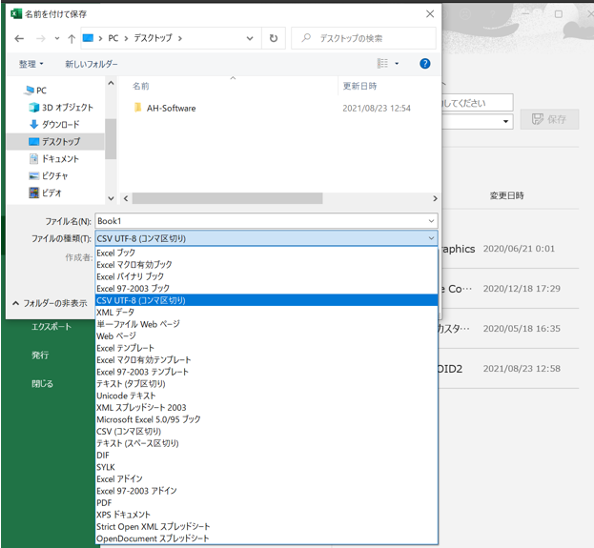 名前を付けて保存
PC > デスクトップ >
デスクトップの検索
整理
新しいフォルダー
PC
3D オブジェクト
ダウンロード
デスクトップ
ドキュメント
ピクチャ
ビデオ
名前
更新日時
AH-Software
2021/08/23 12:54
してください
保存
ファイル名(N):
Book1
ファイルの種類(T):
CSV UTF-8 (コンマ区切り)
作成者:
変更日時
Excel ブック
Excel マクロ有効ブック
Excel バイナリ ブック
Excel 97-2003 ブック
CSV UTF-8 (コンマ区切り)
XML データ
単一ファイル Web ページ
Web ページ
Excel テンプレート
Excel マクロ有効テンプレート
Excel 97-2003 テンプレート
テキスト (タブ区切り)
Unicode テキスト
XML スプレッドシート 2003
Microsoft Excel 5.0/95 ブック
CSV (コンマ区切り)
テキスト (スペース区切り)
DIF
SYLK
Excel アドイン
Excel 97-2003 アドイン
PDF
XPS ドキュメント
Strict Open XML スプレッドシート
OpenDocument スプレッドシート
フォルダーの非表示
エクスポート
発行
閉じる
raphics 2020/06/21 0:01
e Co… 2020/12/18 17:29
カスタ… 2020/05/18 16:35
OID2 2021/08/23 12:58